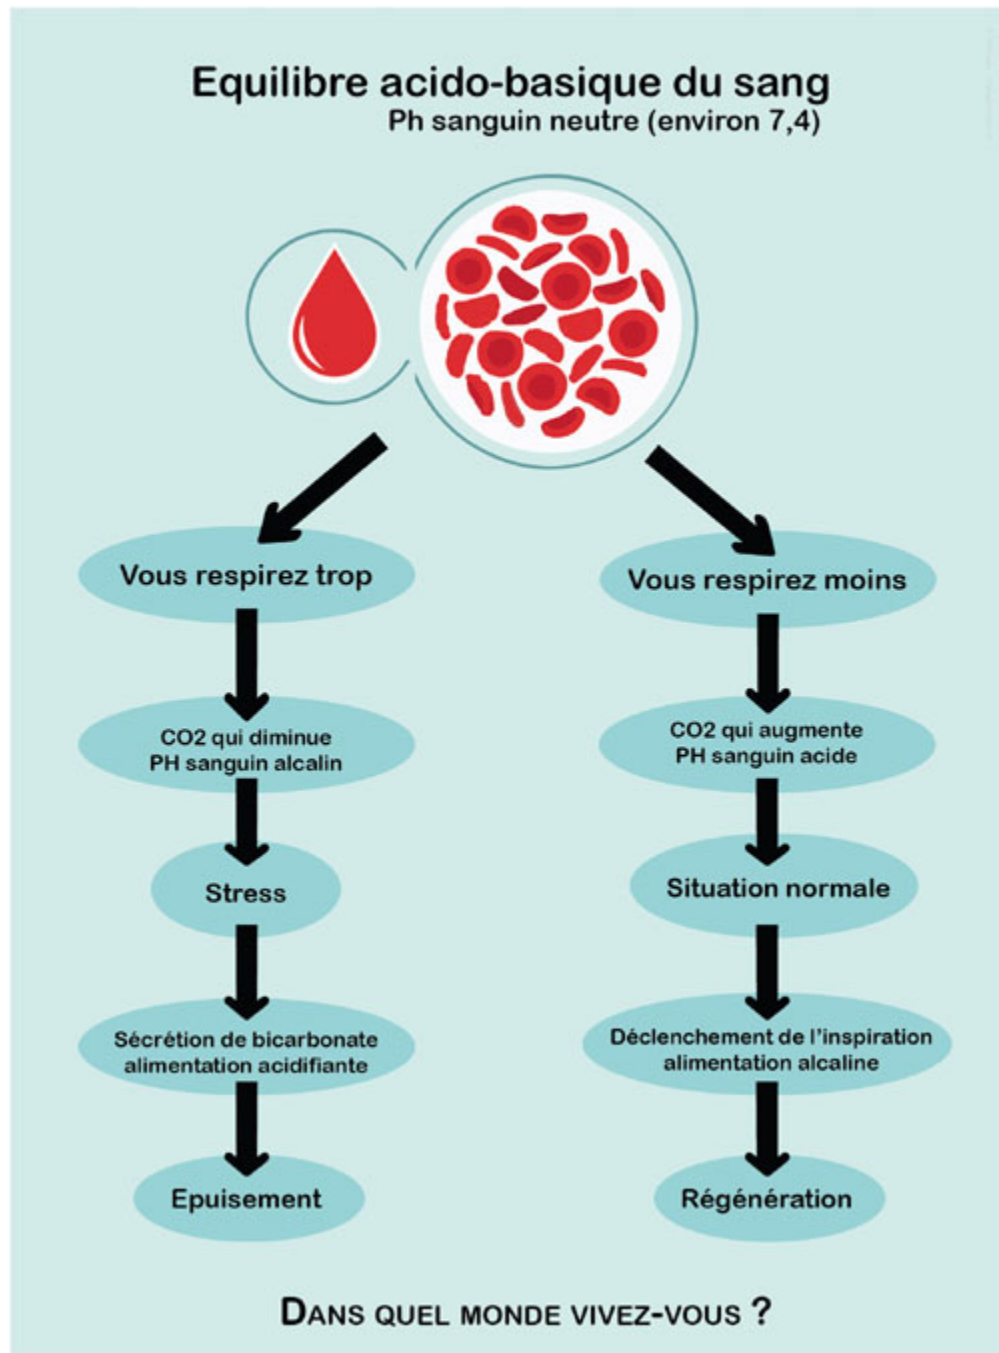 Equilibre acido-basique du sang
Ph sanguin neutre (environ 7,4)
Vous respirez trop
CO2 qui diminue
PH sanguin alcalin
Stress
Sécrétion de bicarbonate
alimentation acidifiante
Epuisement
Vous respirez moins
CO2 qui augmente
PH sanguin acide
Situation normale
Déclenchement de l'inspiration
alimentation alcaline
Régénération
DANS QUEL MONDE VIVEZ-VOUS ?